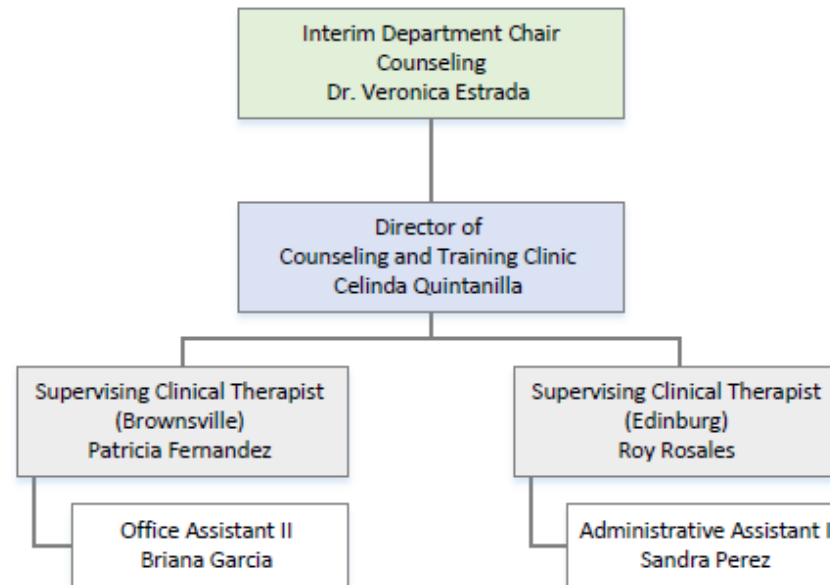 Interim Department Chair
Counseling
Dr. Veronica Estrada
Director of
Counseling and Training Clinic
Celinda Quintanilla
Supervising Clinical Therapist
(Brownsville)
Patricia Fernandez
Supervising Clinical Therapist
(Edinburg)
Roy Rosales
Office Assistant II
Briana Garcia
Administrative Assistant I
Sandra Perez